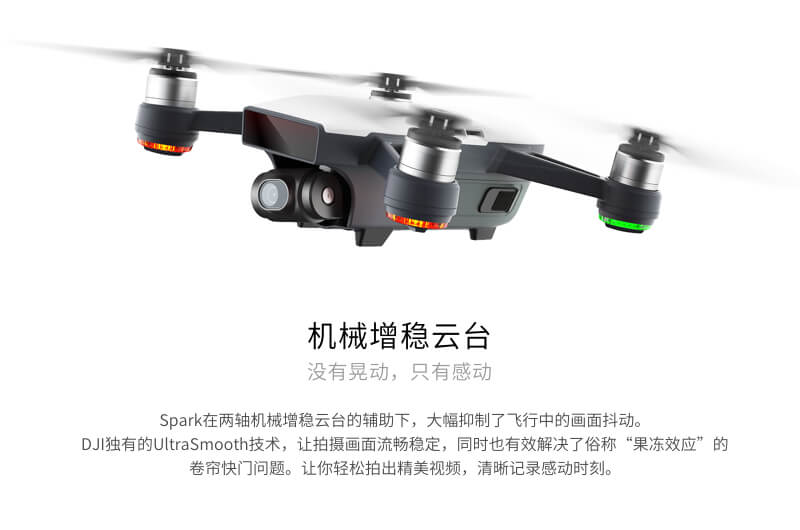 机械增稳云台
没有晃动，只有感动
Spark在两轴机械增稳云台的辅助下，大幅抑制了飞行中的画面抖动。
DJI独有的UltraSmooth技术，让拍摄画面流畅稳定，同时也有效解决了俗称“果冻效应”的
卷帘快门问题。让你轻松拍出精美视频，清晰记录感动时刻。